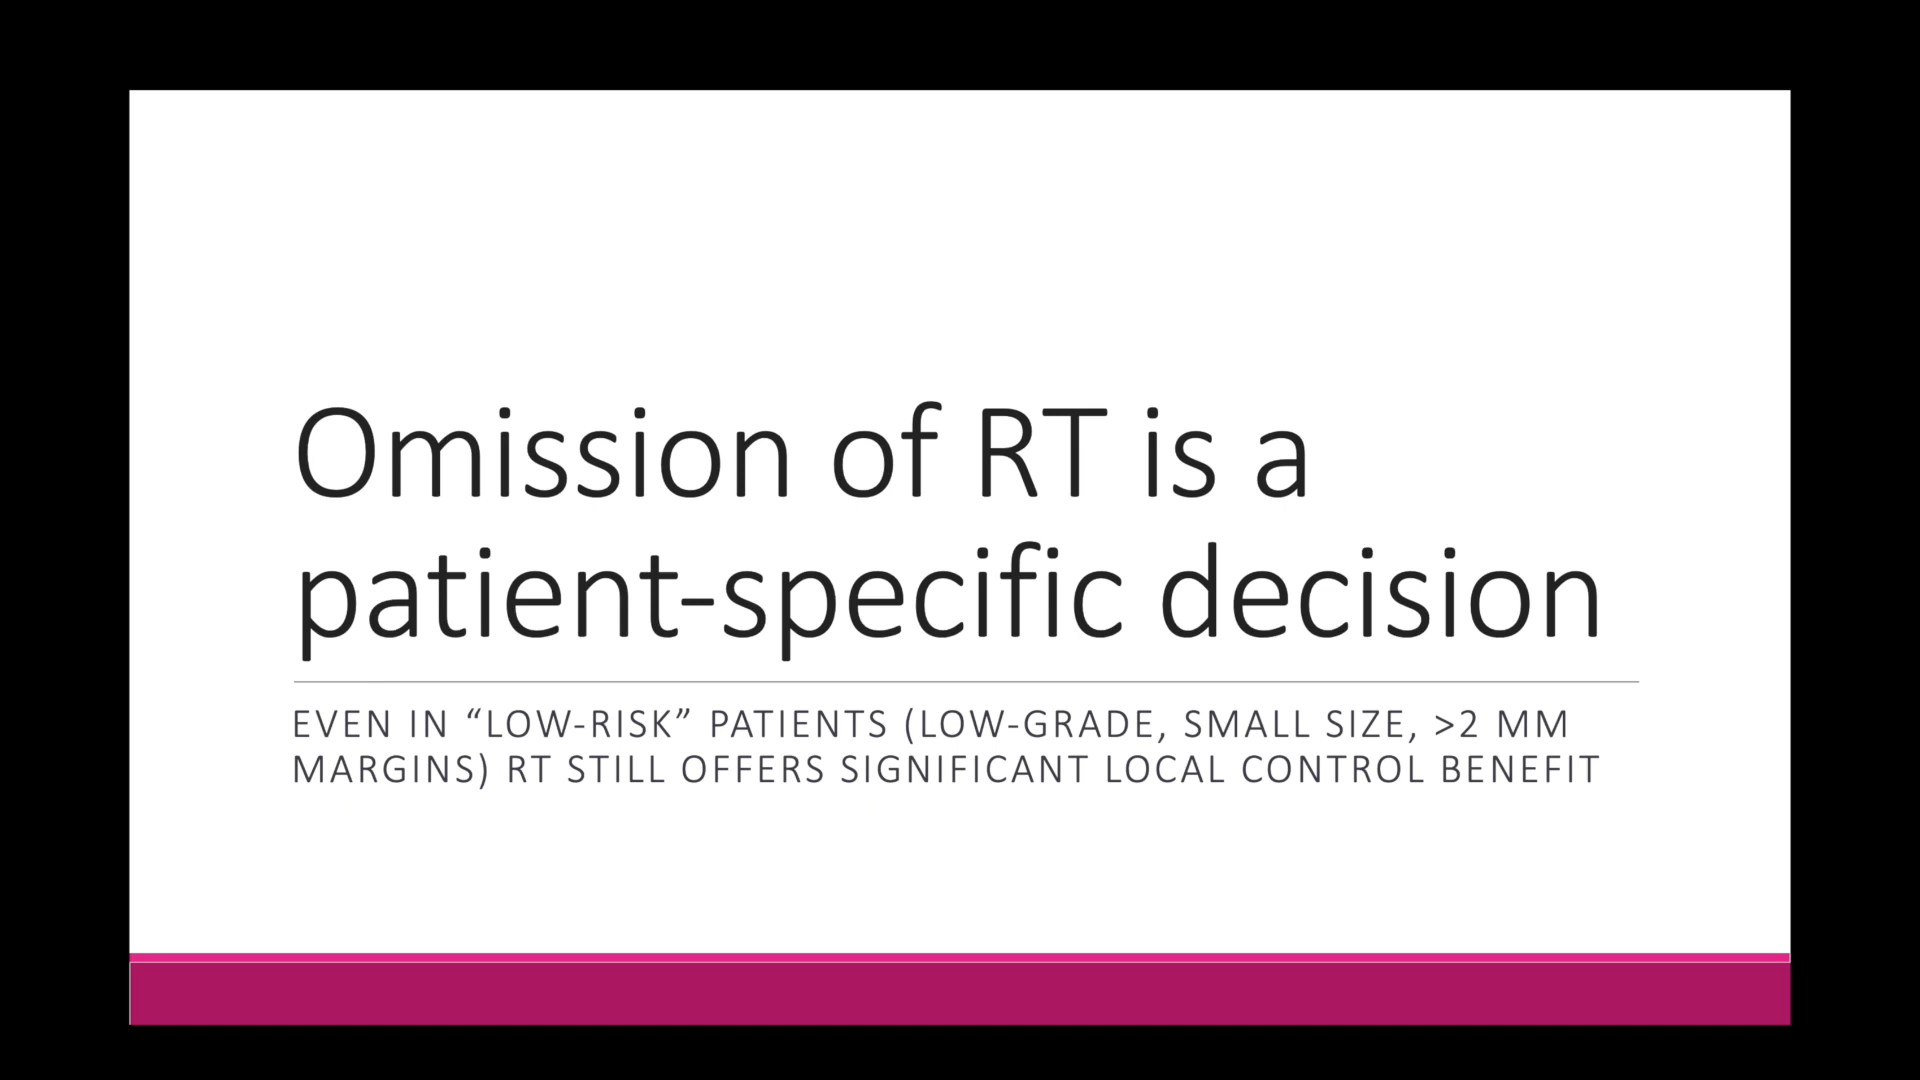 Omission of RT is a
patient-specific decision
EVEN IN “LOW-RISK” PATIENTS (LOW-GRADE, SMALL SIZE, >2 MM
MARGINS) RT STILL OFFERS SIGNIFICANT LOCAL CONTROL BENEFIT